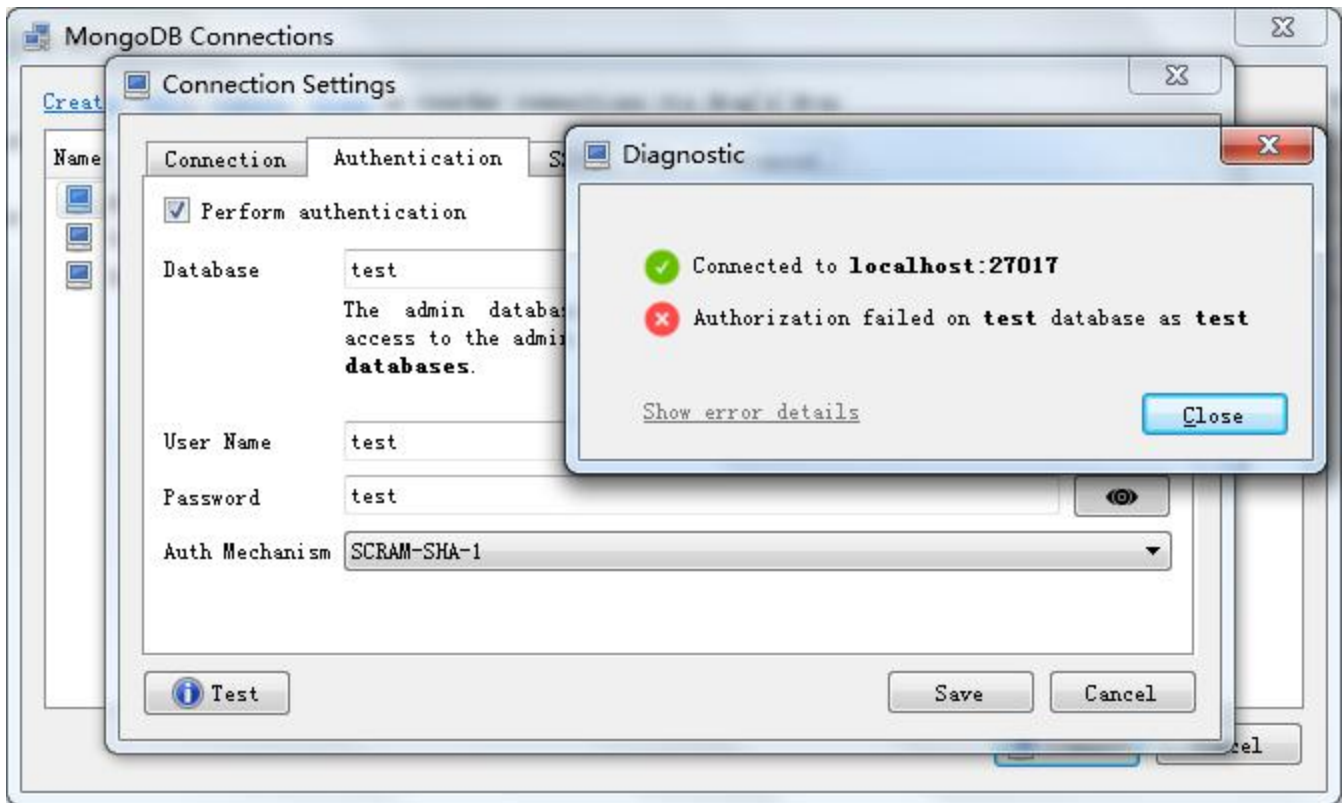 MongoDB Connections
Connection Settings
Creat
Name
Connection
Authentication
Diagnostic
Perform authentication
Database
test
The admin databa
access to the admi
databases.
Connected to localhost:27017
Authorization failed on test database as test
Show error details
Close
User Name
test
Password
test
Auth Mechanism
SCRAM-SHA-1
Test
Save
Cancel
cel